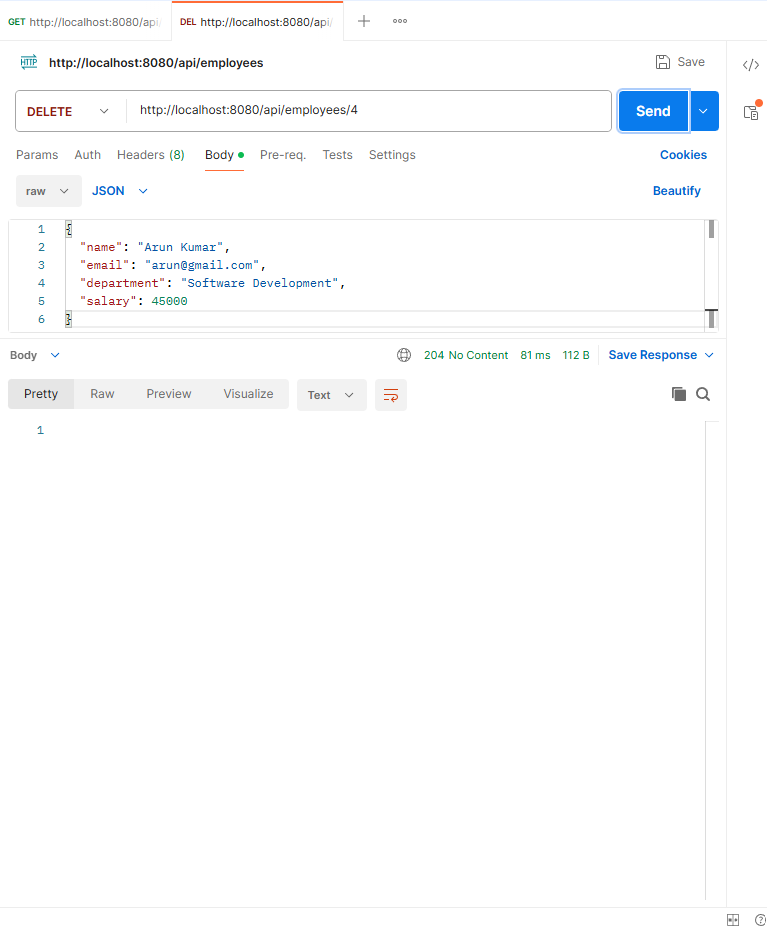 GET http://localhost:8080/api/ DEL http://localhost:8080/api/
HTTP http://localhost:8080/api/employees Save
DELETE http://localhost:8080/api/employees/4 Send
Params Auth Headers (8) Body Pre-req. Tests Settings Cookies
raw JSON Beautify
1 {
2 "name": "Arun Kumar",
3 "email": "arun@gmail.com",
4 "department": "Software Development",
5 "salary": 45000
6 }
Body 204 No Content 81 ms 112 B Save Response
Pretty Raw Preview Visualize Text
1